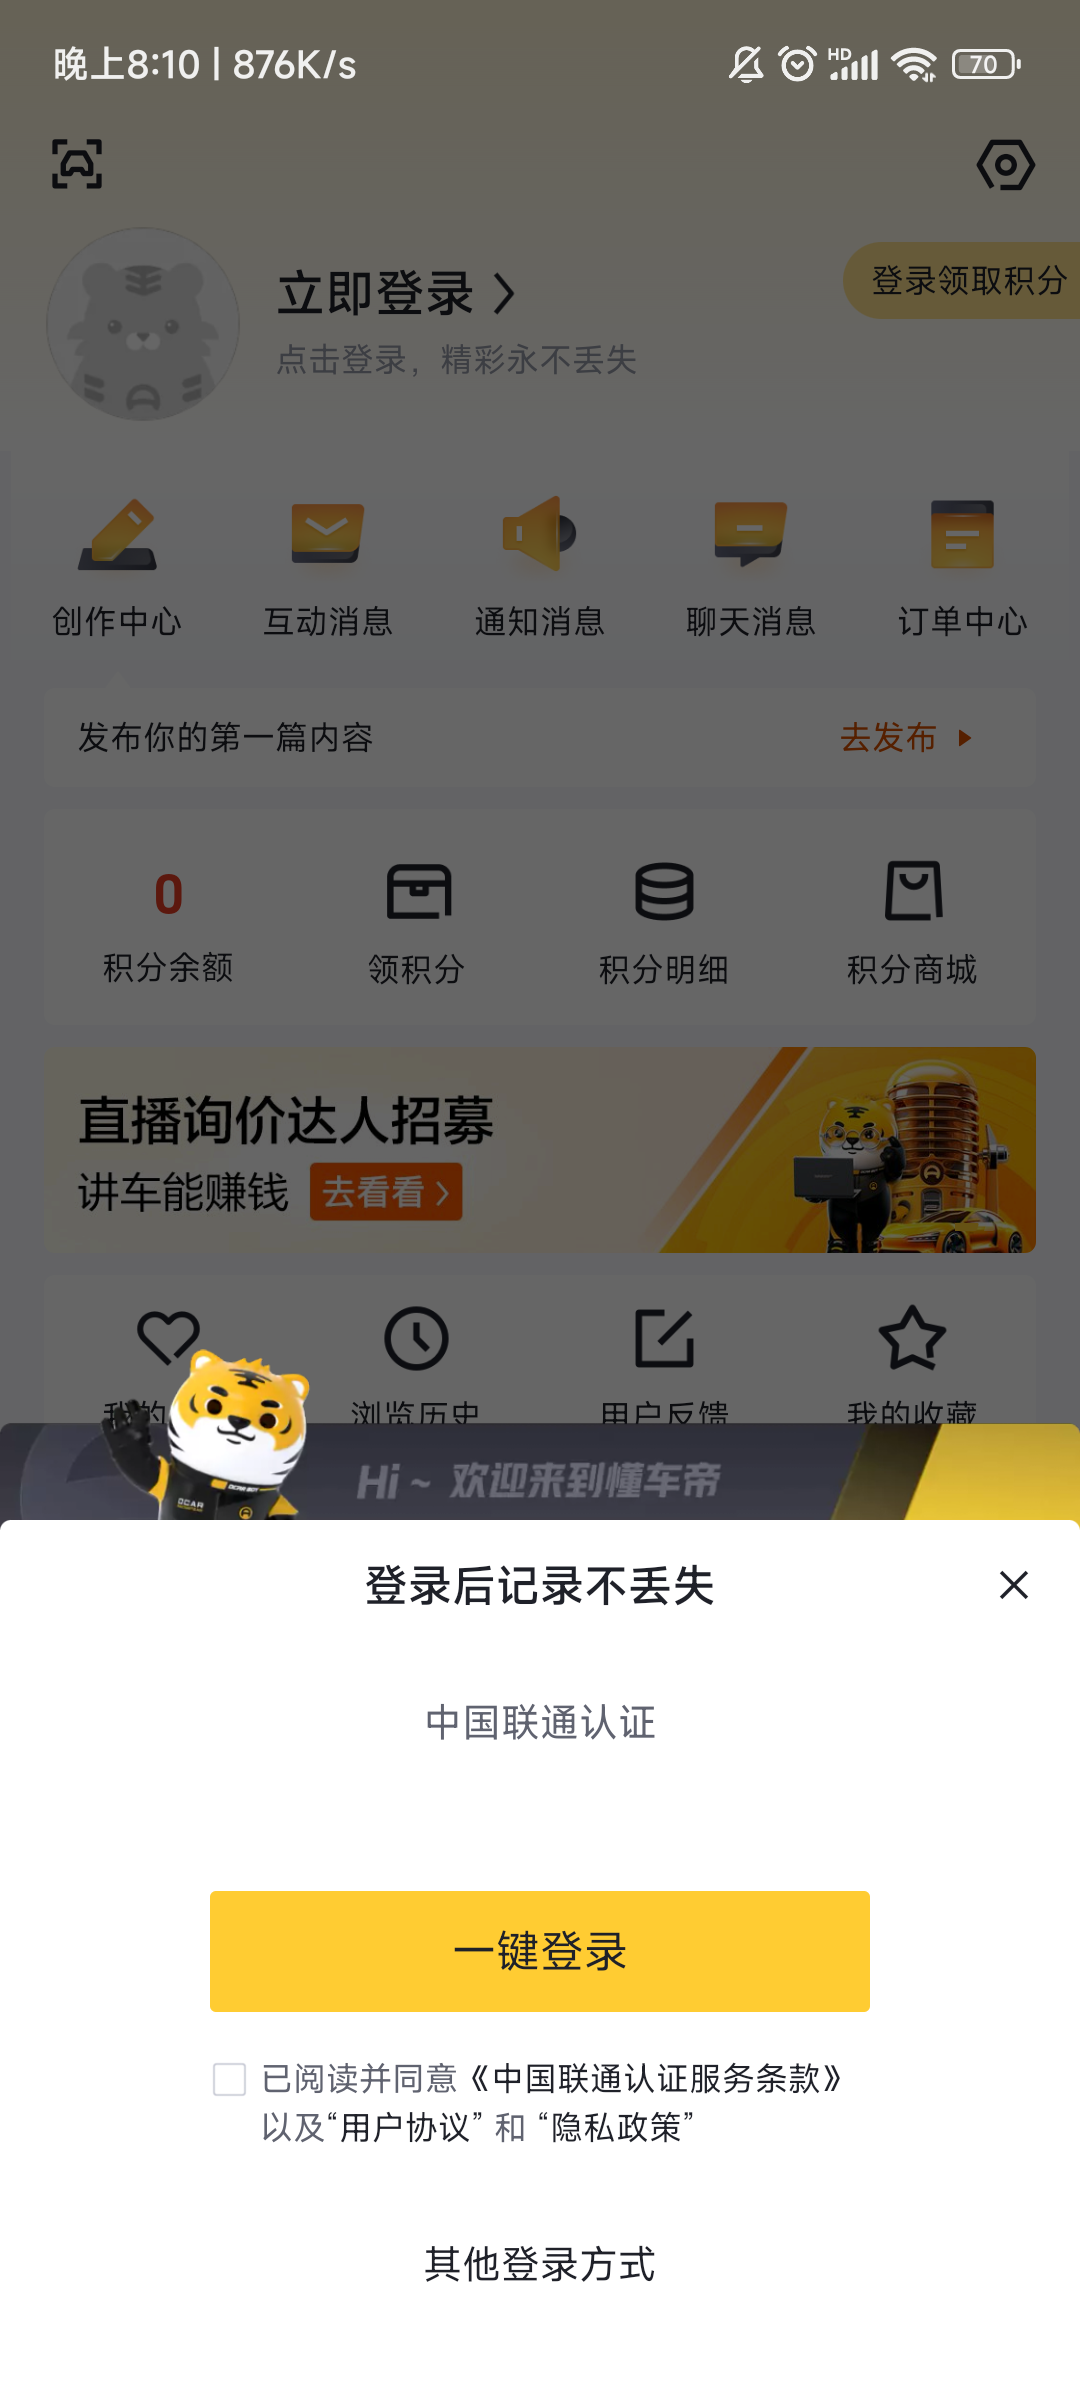 晚上8:10 | 876K/s
HD
70
立即登录
登录领取积分
点击登录，精彩永不丢失
创作中心
互动消息
通知消息
聊天消息
订单中心
发布你的第一篇内容
去发布
0
积分余额
领积分
积分明细
积分商城
直播询价达人招募
讲车能赚钱
去看看
我的
浏览历史
用户反馈
我的收藏
Hi ~ 欢迎来到懂车帝
DCAR
登录后记录不丢失
中国联通认证
一键登录
已阅读并同意《中国联通认证服务条款》
以及“用户协议” 和 “隐私政策”
其他登录方式